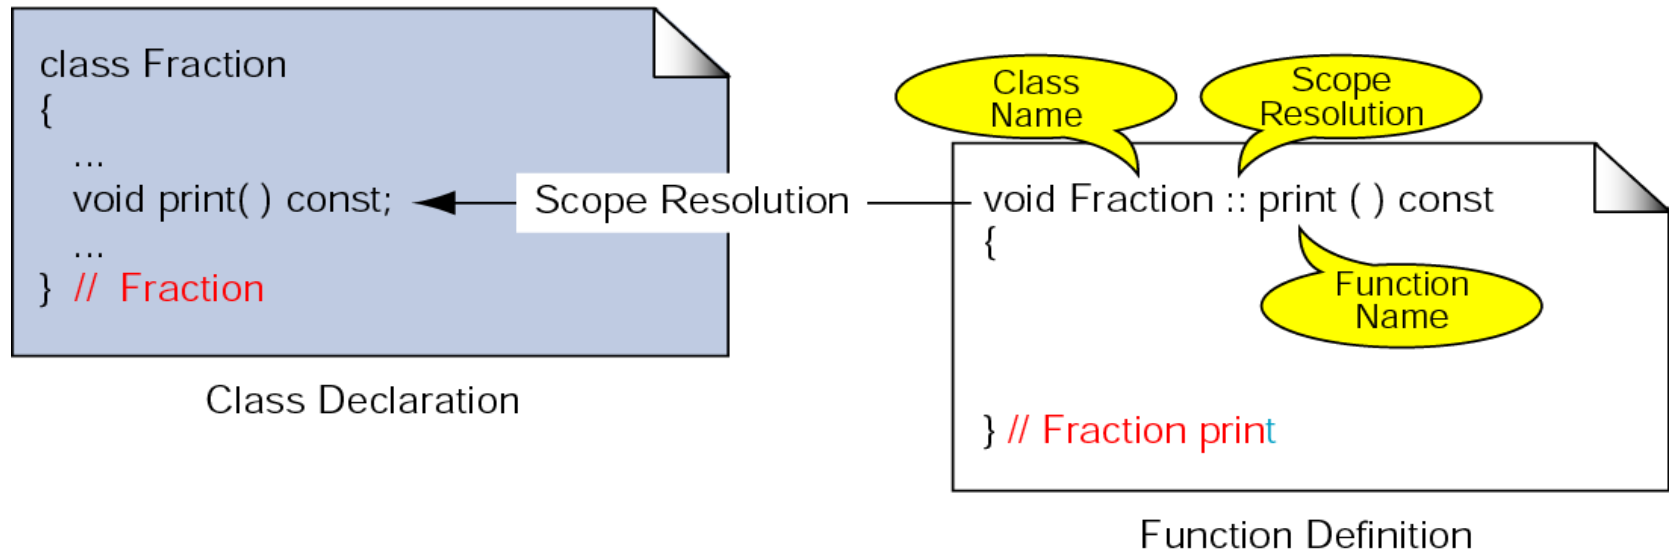 class Fraction
{
...
void print( ) const;
...
} // Fraction
Class Declaration
Scope Resolution
Class
Name
Scope
Resolution
void Fraction :: print ( ) const
{
Function
Name
} // Fraction print
Function Definition